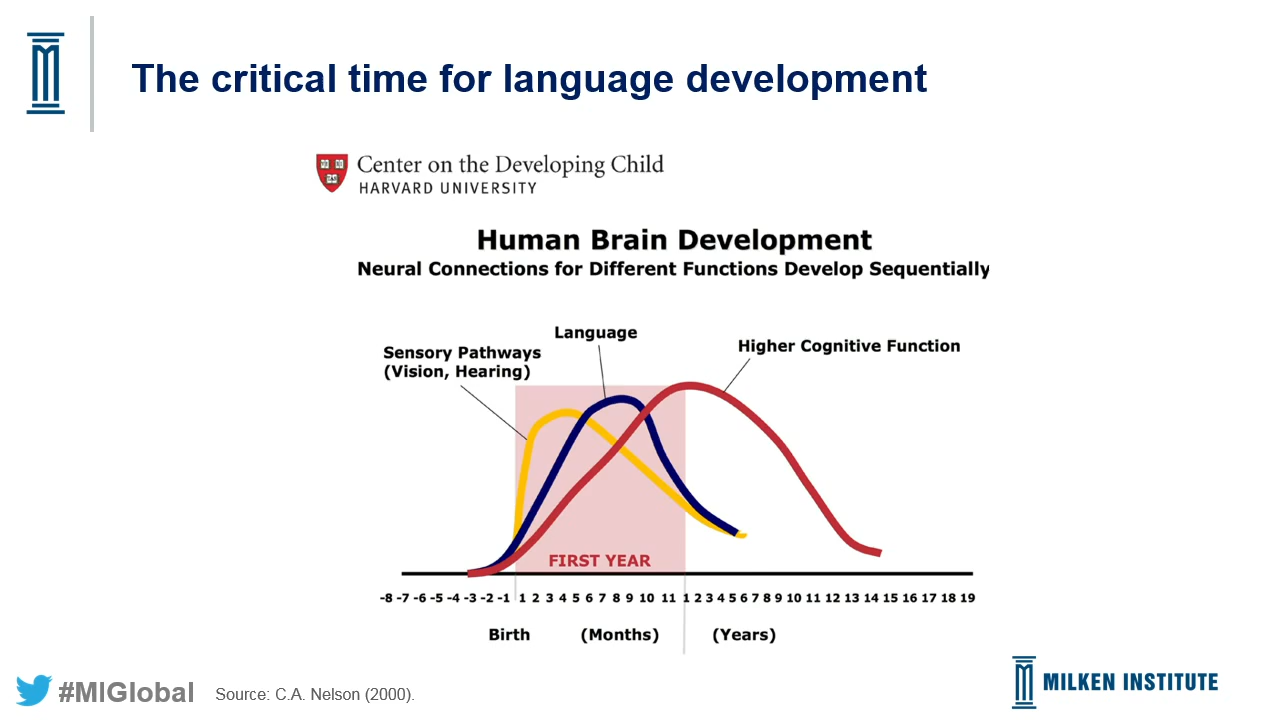 The critical time for language development
Center on the Developing Child
HARVARD UNIVERSITY
Human Brain Development
Neural Connections for Different Functions Develop Sequentially
Language
Sensory Pathways
(Vision, Hearing)
Higher Cognitive Function
FIRST YEAR
-8 -7 -6 -5 -4 -3 -2 -1 1 2 3 4 5 6 7 8 9 10 11 1 2 3 4 5 6 7 8 9 10 11 12 13 14 15 16 17 18 19
Birth (Months) (Years)
#MIGlobal
Source: C.A. Nelson (2000).
MILKEN INSTITUTE